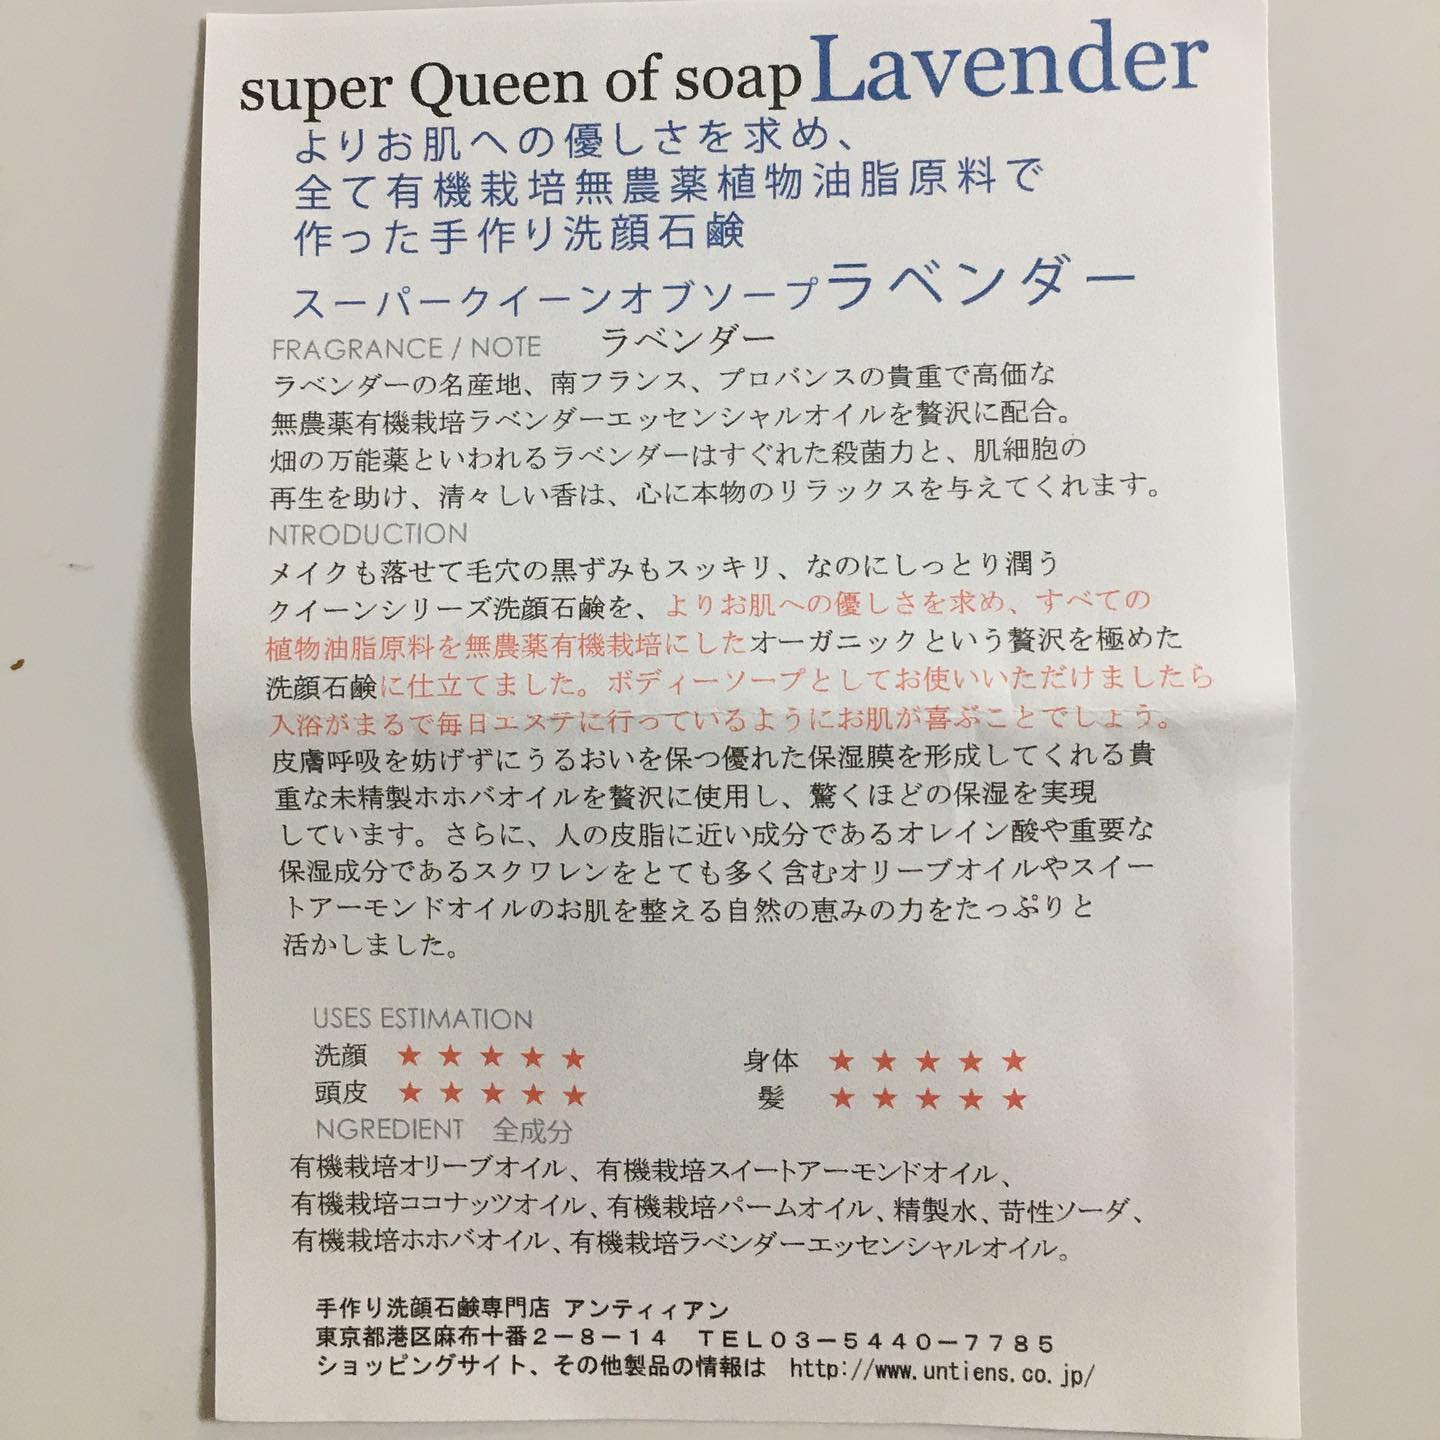 super Queen of soap Lavender
よりお肌への優しさを求め、
全て有機栽培無農薬植物油脂原料で
作った手作り洗顔石鹸
スーパークイーンオブソープラベンダー
FRAGRANCE / NOTE ラベンダー
ラベンダーの名産地、南フランス、プロバンスの貴重で高価な
無農薬有機栽培ラベンダーエッセンシャルオイルを贅沢に配合。
畑の万能薬といわれるラベンダーはすぐれた殺菌力と、肌細胞の
再生を助け、清々しい香は、心に本物のリラックスを与えてくれます。
NTRODUCTION
メイクも落せて毛穴の黒ずみもスッキリ、なのにしっとり潤う
クイーンシリーズ洗顔石鹸を、よりお肌への優しさを求め、すべての
植物油脂原料を無農薬有機栽培にしたオーガニックという贅沢を極めた
洗顔石鹸に仕立てました。ボディーソープとしてお使いいただけましたら
入浴がまるで毎日エステに行っているようにお肌が喜ぶことでしょう。
皮膚呼吸を妨げずにうるおいを保つ優れた保湿膜を形成してくれる貴
重な未精製ホホバオイルを贅沢に使用し、驚くほどの保湿を実現
しています。さらに、人の皮脂に近い成分であるオレイン酸や重要な
保湿成分であるスクワレンをとても多く含むオリーブオイルやスイー
トアーモンドオイルのお肌を整える自然の恵みの力をたっぷりと
活かしました。
USES ESTIMATION
洗顔 ★★★★★ 身体 ★★★★★
頭皮 ★★★★★ 髪 ★★★★★
NGREDIENT 全成分
有機栽培オリーブオイル、有機栽培スイートアーモンドオイル、
有機栽培ココナッツオイル、有機栽培パームオイル、精製水、苛性ソーダ、
有機栽培ホホバオイル、有機栽培ラベンダーエッセンシャルオイル。
手作り洗顔石鹸専門店 アンティアン
東京都港区麻布十番2－8－14 TEL03－5440－7785
ショッピングサイト、その他製品の情報は http://www.untiens.co.jp/